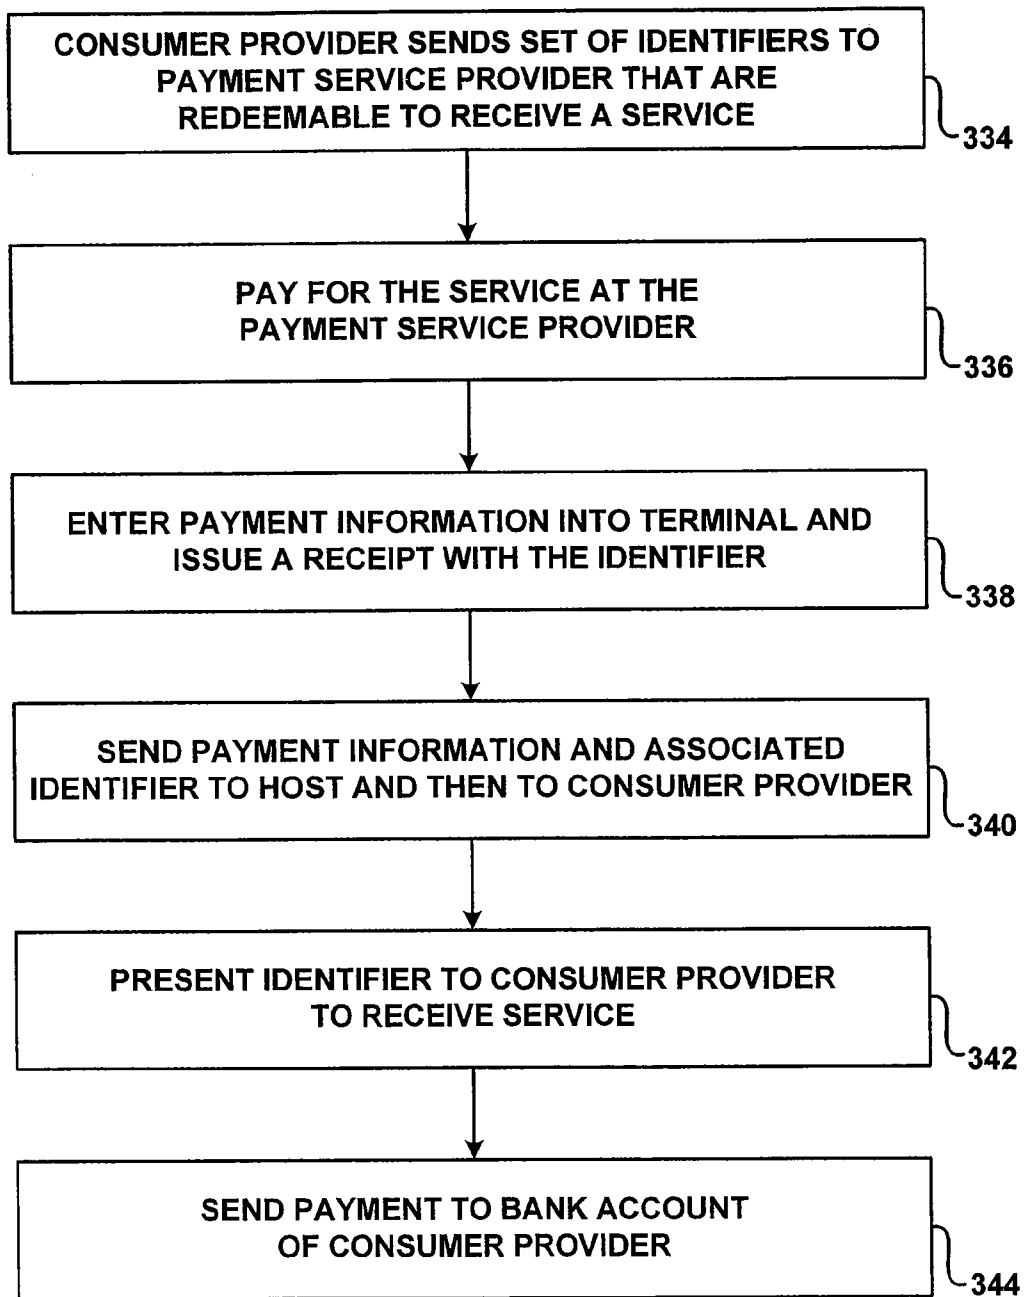 CONSUMER PROVIDER SENDS SET OF IDENTIFIERS TO
PAYMENT SERVICE PROVIDER THAT ARE
REDEEMABLE TO RECEIVE A SERVICE
334
PAY FOR THE SERVICE AT THE
PAYMENT SERVICE PROVIDER
336
ENTER PAYMENT INFORMATION INTO TERMINAL AND
ISSUE A RECEIPT WITH THE IDENTIFIER
338
SEND PAYMENT INFORMATION AND ASSOCIATED
IDENTIFIER TO HOST AND THEN TO CONSUMER PROVIDER
340
PRESENT IDENTIFIER TO CONSUMER PROVIDER
TO RECEIVE SERVICE
342
SEND PAYMENT TO BANK ACCOUNT
OF CONSUMER PROVIDER
344